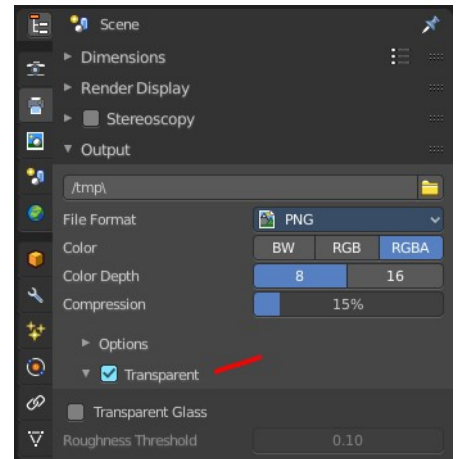 Scene
Dimensions
Render Display
Stereoscopy
Output
/tmp\
File Format PNG
Color BW RGB RGBA
Color Depth 8 16
Compression 15%
Options
Transparent
Transparent Glass
Roughness Threshold 0.10